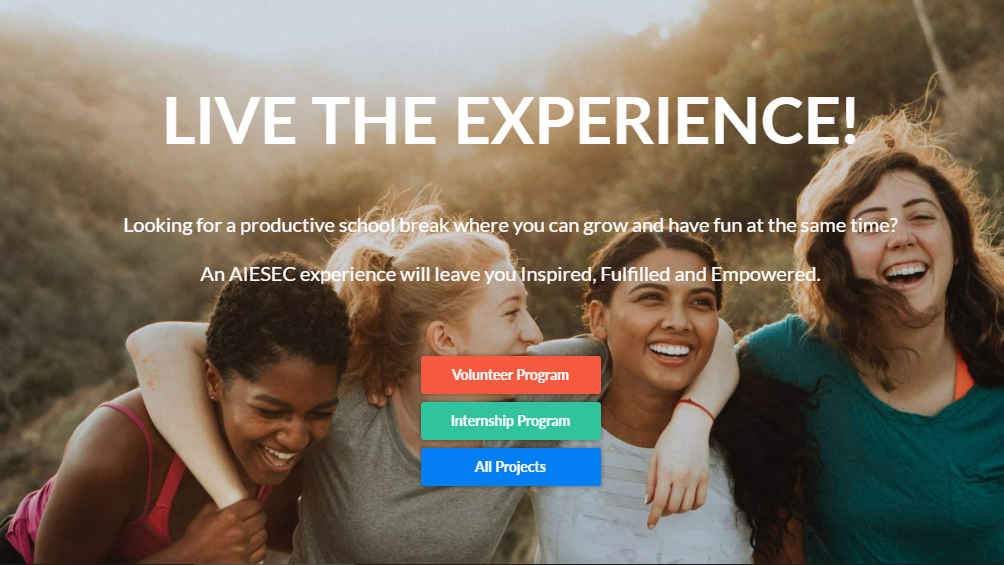 LIVE THE EXPERIENCE!
Looking for a productive school break where you can grow and have fun at the same time?
An AIESEC experience will leave you Inspired, Fulfilled and Empowered.
Volunteer Program
Internship Program
All Projects